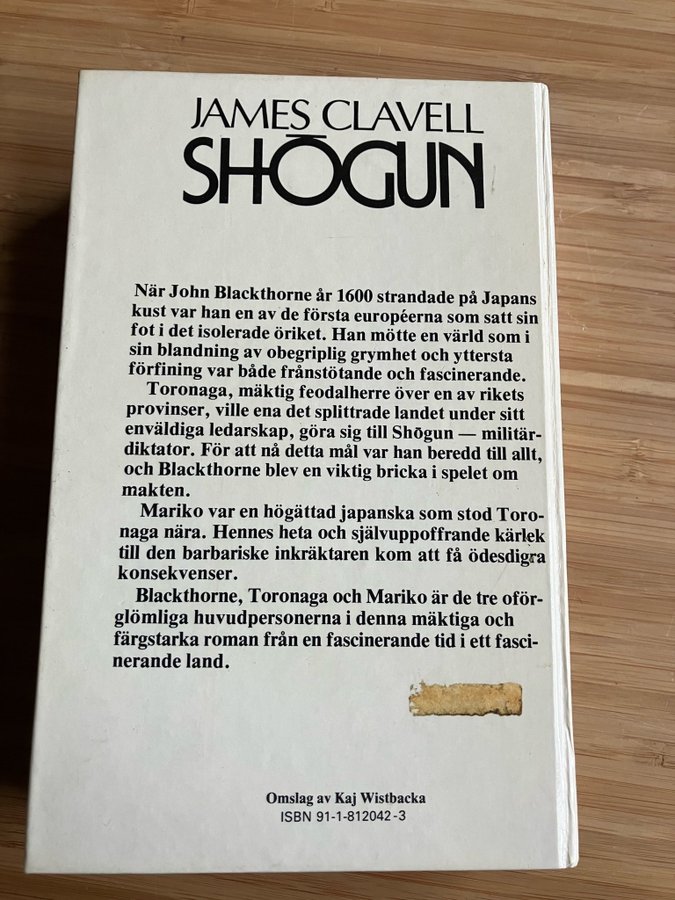 JAMES CLAVELL
SHŌGUN
När John Blackthorne år 1600 strandade på Japans
kust var han en av de första européerna som satt sin
fot i det isolerade öriket. Han mötte en värld som i
sin blandning av obegriplig grymhet och yttersta
förfining var både frånstötande och fascinerande.
Toronaga, mäktig feodalherre över en av rikets
provinser, ville ena det splittrade landet under sitt
enväldiga ledarskap, göra sig till Shōgun — militär-
diktator. För att nå detta mål var han beredd till allt,
och Blackthorne blev en viktig bricka i spelet om
makten.
Mariko var en högättad japanska som stod Toro-
naga nära. Hennes heta och självuppoffrande kärlek
till den barbariske inkräktaren kom att få ödesdigra
konsekvenser.
Blackthorne, Toronaga och Mariko är de tre oför-
glömliga huvudpersonerna i denna mäktiga och
färgstarka roman från en fascinerande tid i ett fasci-
nerande land.
Omslag av Kaj Wistbacka
ISBN 91-1-812042-3